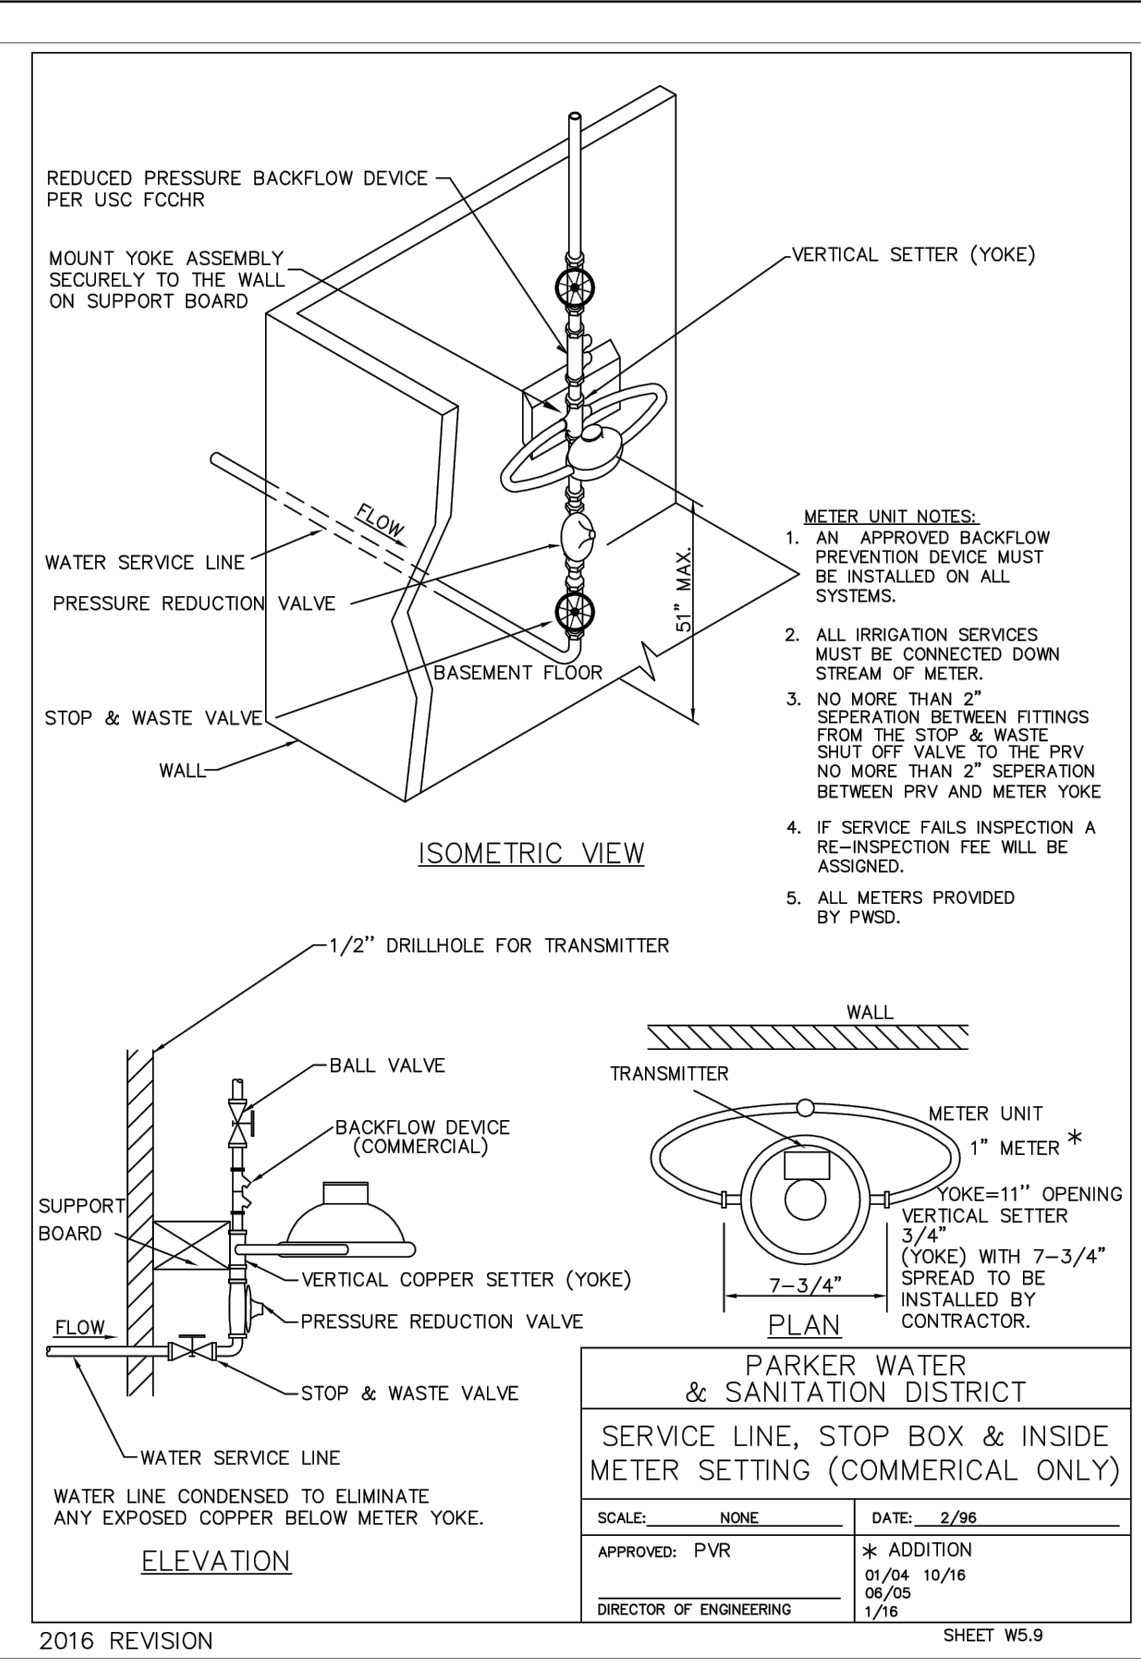 REDUCED PRESSURE BACKFLOW DEVICE
PER USC FCCHR
MOUNT YOKE ASSEMBLY
SECURELY TO THE WALL
ON SUPPORT BOARD
VERTICAL SETTER (YOKE)
FLOW
WATER SERVICE LINE
PRESSURE REDUCTION VALVE
51" MAX.
BASEMENT FLOOR
STOP & WASTE VALVE
WALL
ISOMETRIC VIEW
METER UNIT NOTES:
1. AN APPROVED BACKFLOW
PREVENTION DEVICE MUST
BE INSTALLED ON ALL
SYSTEMS.
2. ALL IRRIGATION SERVICES
MUST BE CONNECTED DOWN
STREAM OF METER.
3. NO MORE THAN 2"
SEPERATION BETWEEN FITTINGS
FROM THE STOP & WASTE
SHUT OFF VALVE TO THE PRV
NO MORE THAN 2" SEPERATION
BETWEEN PRV AND METER YOKE
4. IF SERVICE FAILS INSPECTION A
RE-INSPECTION FEE WILL BE
ASSIGNED.
5. ALL METERS PROVIDED
BY PWSD.
1/2" DRILLHOLE FOR TRANSMITTER
BALL VALVE
BACKFLOW DEVICE
(COMMERCIAL)
SUPPORT
BOARD
VERTICAL COPPER SETTER (YOKE)
PRESSURE REDUCTION VALVE
FLOW
STOP & WASTE VALVE
WATER SERVICE LINE
WATER LINE CONDENSED TO ELIMINATE
ANY EXPOSED COPPER BELOW METER YOKE.
ELEVATION
WALL
TRANSMITTER
METER UNIT
1" METER *
YOKE=11" OPENING
VERTICAL SETTER
3/4"
(YOKE) WITH 7-3/4"
SPREAD TO BE
INSTALLED BY
CONTRACTOR.
7-3/4"
PLAN
PARKER WATER
& SANITATION DISTRICT
SERVICE LINE, STOP BOX & INSIDE
METER SETTING (COMMERICAL ONLY)
SCALE: NONE
DATE: 2/96
APPROVED: PVR
DIRECTOR OF ENGINEERING
* ADDITION
01/04 10/16
06/05
1/16
2016 REVISION
SHEET W5.9